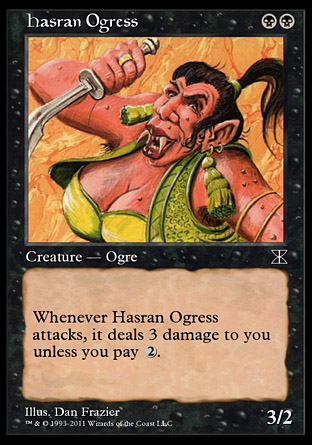 Hasran Ogress
Creature — Ogre
Whenever Hasran Ogress
attacks, it deals 3 damage to you
unless you pay 2.
Illus. Dan Frazier
™ & © 1993-2011 Wizards of the Coast LLC
3/2